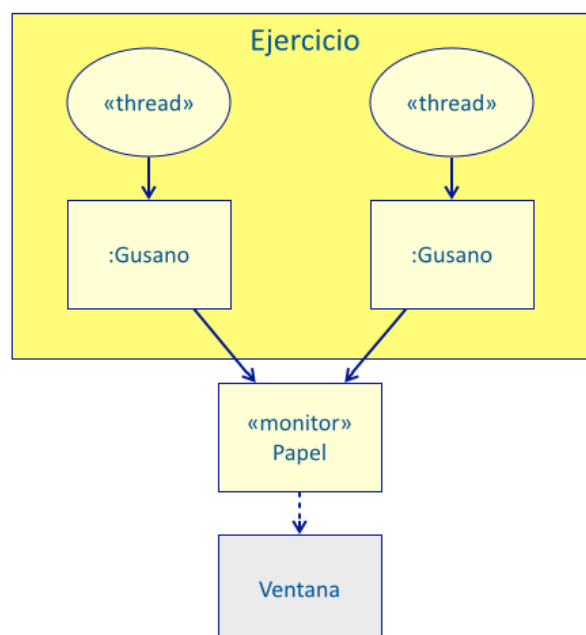 Ejercicio
«thread»
«thread»
:Gusano
:Gusano
«monitor»
Papel
Ventana